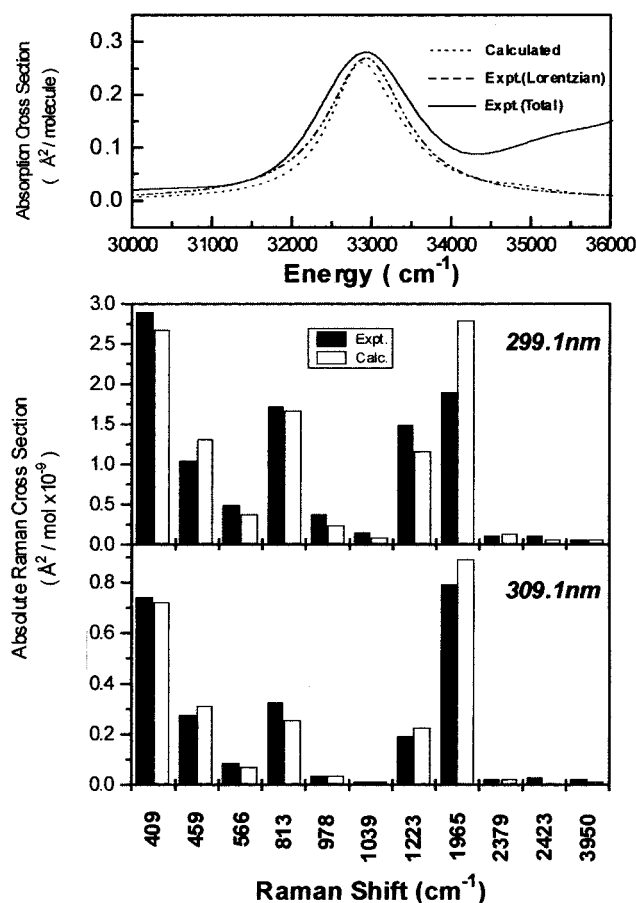 Absorption Cross Section
( Å²/ molecule)
0.3
0.2
0.1
0.0
Calculated
Expt.(Lorentzian)
Expt.(Total)
30000 31000 32000 33000 34000 35000 36000
Energy ( cm⁻¹)
Absolute Raman Cross Section
( Å² / mol x10⁻⁹)
3.0
2.5
2.0
1.5
1.0
0.5
0.0
Expt.
Calc.
299.1nm
0.8
0.6
0.4
0.2
0.0
309.1nm
409 459 566 813 978 1039 1223 1965 2379 2423 3950
Raman Shift (cm⁻¹)